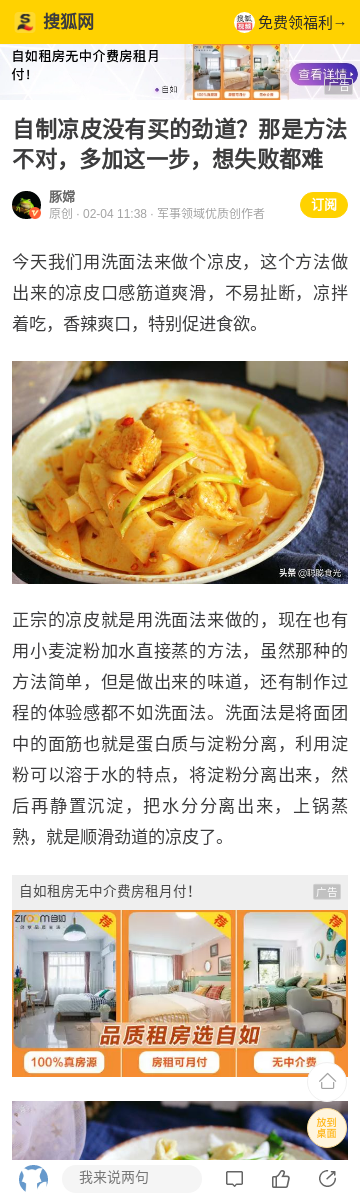 搜狐网
搜狐视频
免费领福利→
自如租房无中介费房租月付！
自如
查看详情
广告
自制凉皮没有买的劲道？那是方法
不对，多加这一步，想失败都难
豚嫦
原创 · 02-04 11:38 · 军事领域优质创作者
订阅
今天我们用洗面法来做个凉皮，这个方法做
出来的凉皮口感筋道爽滑，不易扯断，凉拌
着吃，香辣爽口，特别促进食欲。
头条 @聪聪食光
正宗的凉皮就是用洗面法来做的，现在也有
用小麦淀粉加水直接蒸的方法，虽然那种的
方法简单，但是做出来的味道，还有制作过
程的体验感都不如洗面法。洗面法是将面团
中的面筋也就是蛋白质与淀粉分离，利用淀
粉可以溶于水的特点，将淀粉分离出来，然
后再静置沉淀，把水分分离出来，上锅蒸
熟，就是顺滑劲道的凉皮了。
自如租房无中介费房租月付！
广告
ziroom自如
荐
荐
荐
品质租房选自如
100%真房源
房租可月付
无中介费
放到
桌面
我来说两句